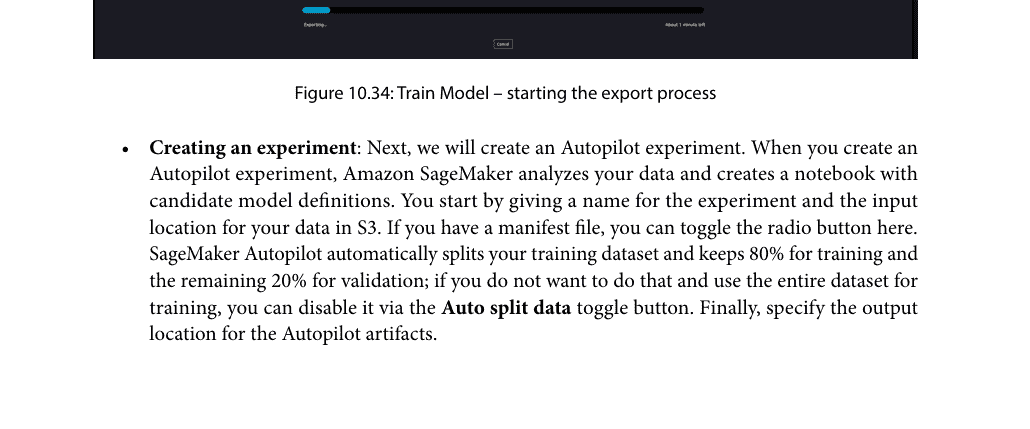 Exporting...
About 1 minute left
Cancel
Figure 10.34: Train Model – starting the export process
• Creating an experiment: Next, we will create an Autopilot experiment. When you create an
Autopilot experiment, Amazon SageMaker analyzes your data and creates a notebook with
candidate model definitions. You start by giving a name for the experiment and the input
location for your data in S3. If you have a manifest file, you can toggle the radio button here.
SageMaker Autopilot automatically splits your training dataset and keeps 80% for training and
the remaining 20% for validation; if you do not want to do that and use the entire dataset for
training, you can disable it via the Auto split data toggle button. Finally, specify the output
location for the Autopilot artifacts.